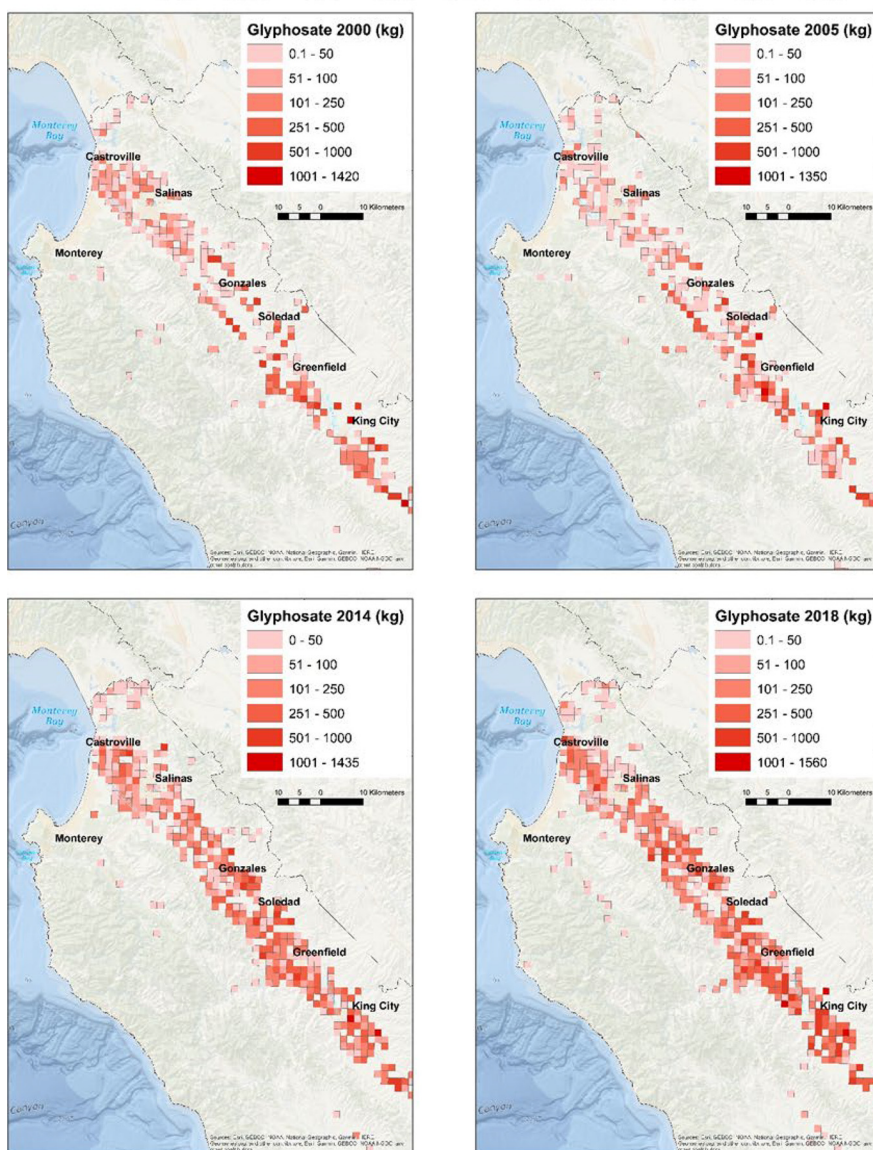 Glyphosate 2000 (kg)
0.1 - 50
51 - 100
101 - 250
251 - 500
501 - 1000
1001 - 1420
10 5 0 10 Kilometers
Monterey
Bay
Castroville
Salinas
Monterey
Gonzales
Soledad
Greenfield
King City
Canyon
Glyphosate 2005 (kg)
0.1 - 50
51 - 100
101 - 250
251 - 500
501 - 1000
1001 - 1350
10 5 0 10 Kilometers
Monterey
Bay
Castroville
Salinas
Monterey
Gonzales
Soledad
Greenfield
King City
Canyon
Glyphosate 2014 (kg)
0 - 50
51 - 100
101 - 250
251 - 500
501 - 1000
1001 - 1435
10 5 0 10 Kilometers
Monterey
Bay
Castroville
Salinas
Monterey
Gonzales
Soledad
Greenfield
King City
Canyon
Glyphosate 2018 (kg)
0.1 - 50
51 - 100
101 - 250
251 - 500
501 - 1000
1001 - 1560
10 5 0 10 Kilometers
Monterey
Bay
Castroville
Salinas
Monterey
Gonzales
Soledad
Greenfield
King City
Canyon